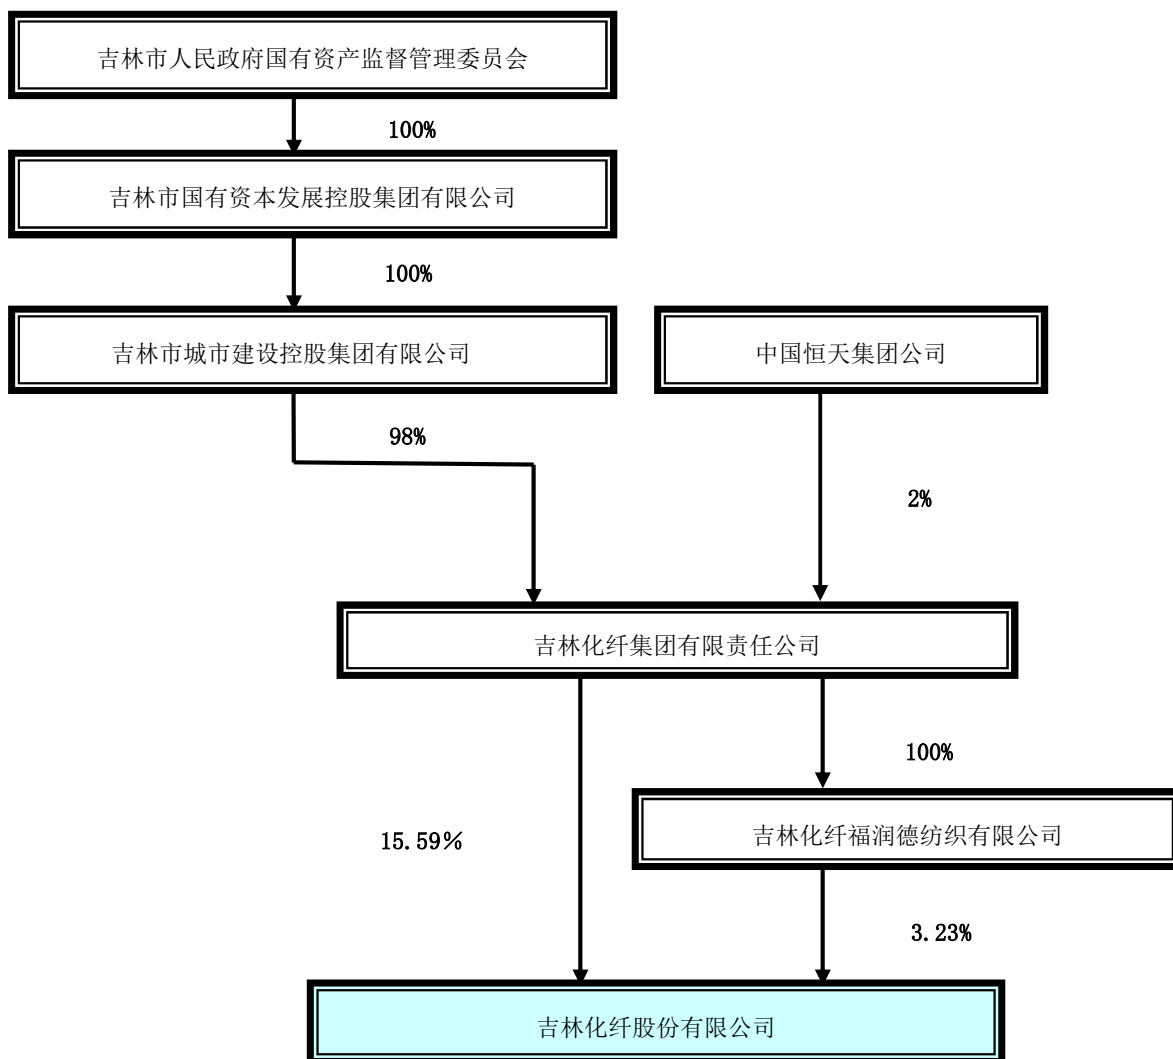 吉林市人民政府国有资产监督管理委员会
100%
吉林市国有资本发展控股集团有限公司
100%
吉林市城市建设控股集团有限公司
中国恒天集团公司
98%
2%
吉林化纤集团有限责任公司
100%
15.59%
吉林化纤福润德纺织有限公司
3.23%
吉林化纤股份有限公司